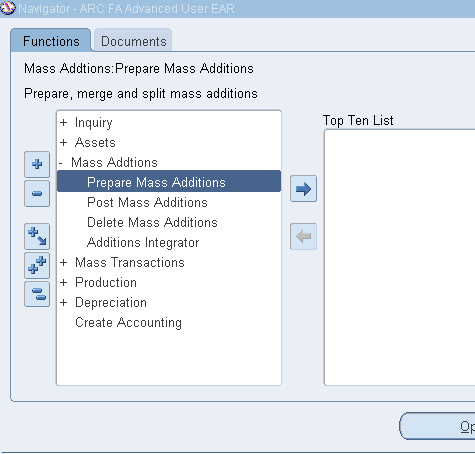 Navigator - ARC FA Advanced User EAR
Functions
Documents
Mass Addtions:Prepare Mass Additions
Prepare, merge and split mass additions
+ Inquiry
+ Assets
- Mass Addtions
Prepare Mass Additions
Post Mass Additions
Delete Mass Additions
Additions Integrator
+ Mass Transactions
+ Production
+ Depreciation
Create Accounting
Top Ten List
Op